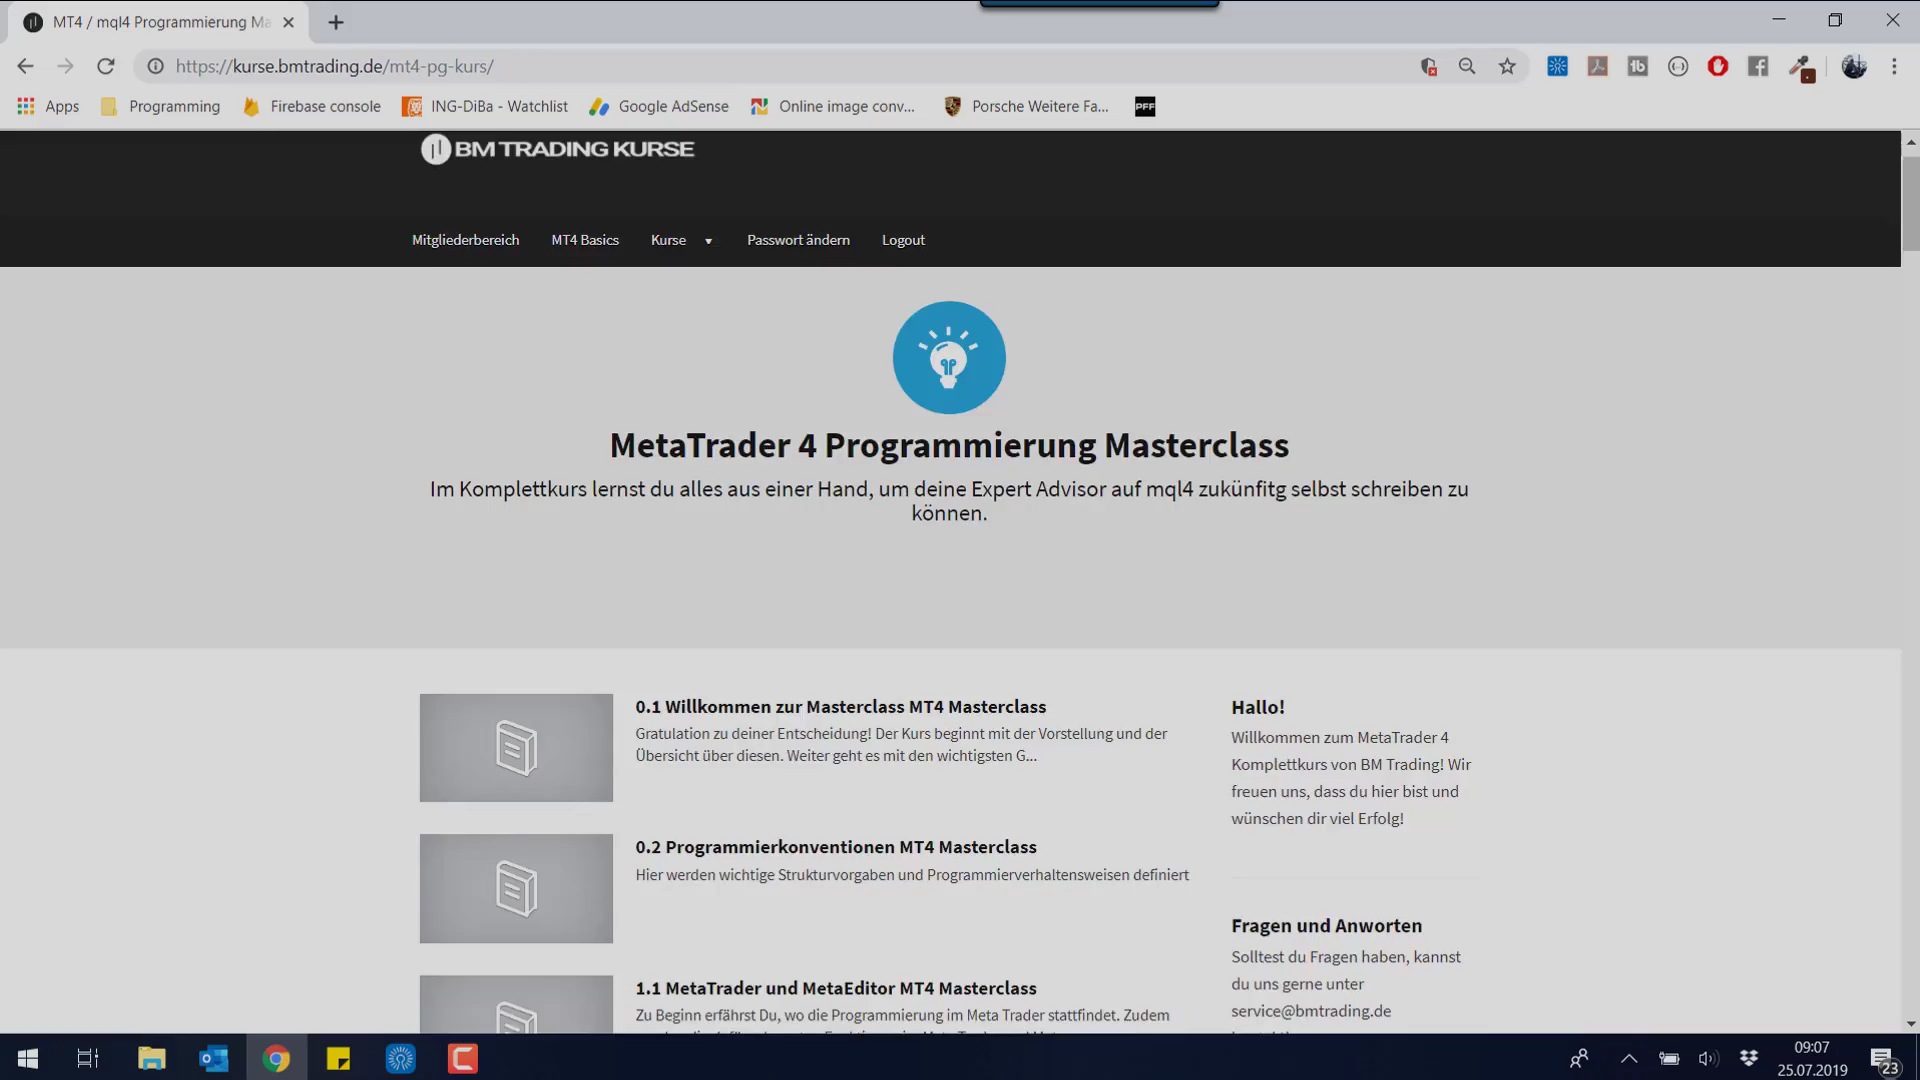 MT4 / mql4 Programmierung Ma
https://kurse.bmtrading.de/mt4-pg-kurs/
Apps
Programming
Firebase console
ING-DiBa - Watchlist
Google AdSense
Online image conv...
Porsche Weitere Fa...
PFF
BM TRADING KURSE
Mitgliederbereich
MT4 Basics
Kurse
Passwort ändern
Logout
MetaTrader 4 Programmierung Masterclass
Im Komplettkurs lernst du alles aus einer Hand, um deine Expert Advisor auf mql4 zukünfitg selbst schreiben zu
können.
0.1 Willkommen zur Masterclass MT4 Masterclass
Gratulation zu deiner Entscheidung! Der Kurs beginnt mit der Vorstellung und der
Übersicht über diesen. Weiter geht es mit den wichtigsten G...
0.2 Programmierkonventionen MT4 Masterclass
Hier werden wichtige Strukturvorgaben und Programmierverhaltensweisen definiert
1.1 MetaTrader und MetaEditor MT4 Masterclass
Zu Beginn erfährst Du, wo die Programmierung im Meta Trader stattfindet. Zudem
Hallo!
Willkommen zum MetaTrader 4
Komplettkurs von BM Trading! Wir
freuen uns, dass du hier bist und
wünschen dir viel Erfolg!
Fragen und Anworten
Solltest du Fragen haben, kannst
du uns gerne unter
service@bmtrading.de
09:07
25.07.2019
23